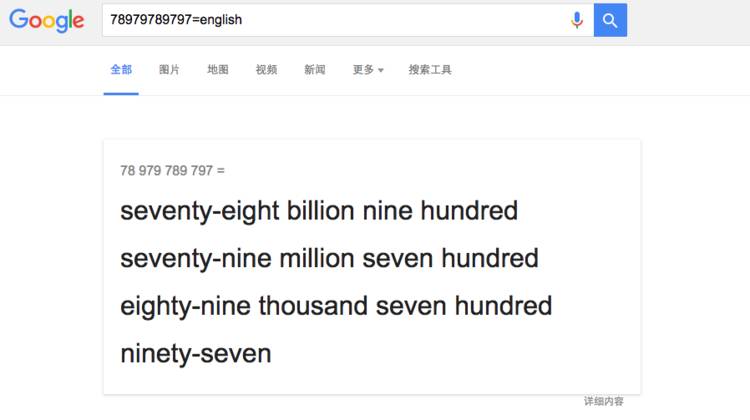 Google 78979789797=english
全部 图片 地图 视频 新闻 更多 搜索工具
78 979 789 797 =
seventy-eight billion nine hundred
seventy-nine million seven hundred
eighty-nine thousand seven hundred
ninety-seven
详细内容